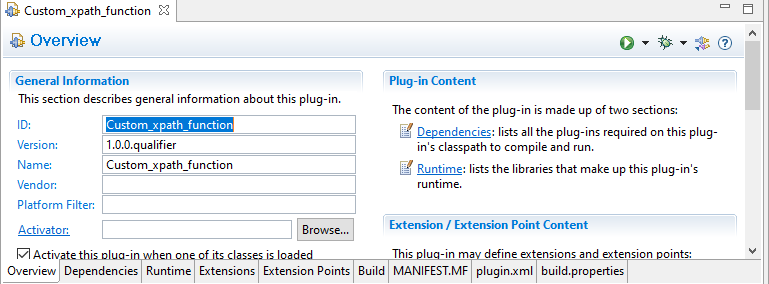 Custom_xpath_function
Overview
General Information
This section describes general information about this plug-in.
ID: Custom_xpath_function
Version: 1.0.0.qualifier
Name: Custom_xpath_function
Vendor:
Platform Filter:
Activator: Browse...
Activate this plug-in when one of its classes is loaded
Plug-in Content
The content of the plug-in is made up of two sections:
Dependencies: lists all the plug-ins required on this plug-
in's classpath to compile and run.
Runtime: lists the libraries that make up this plug-in's
runtime.
Extension / Extension Point Content
This plug-in may define extensions and extension points:
Overview Dependencies Runtime Extensions Extension Points Build MANIFEST.MF plugin.xml build.properties